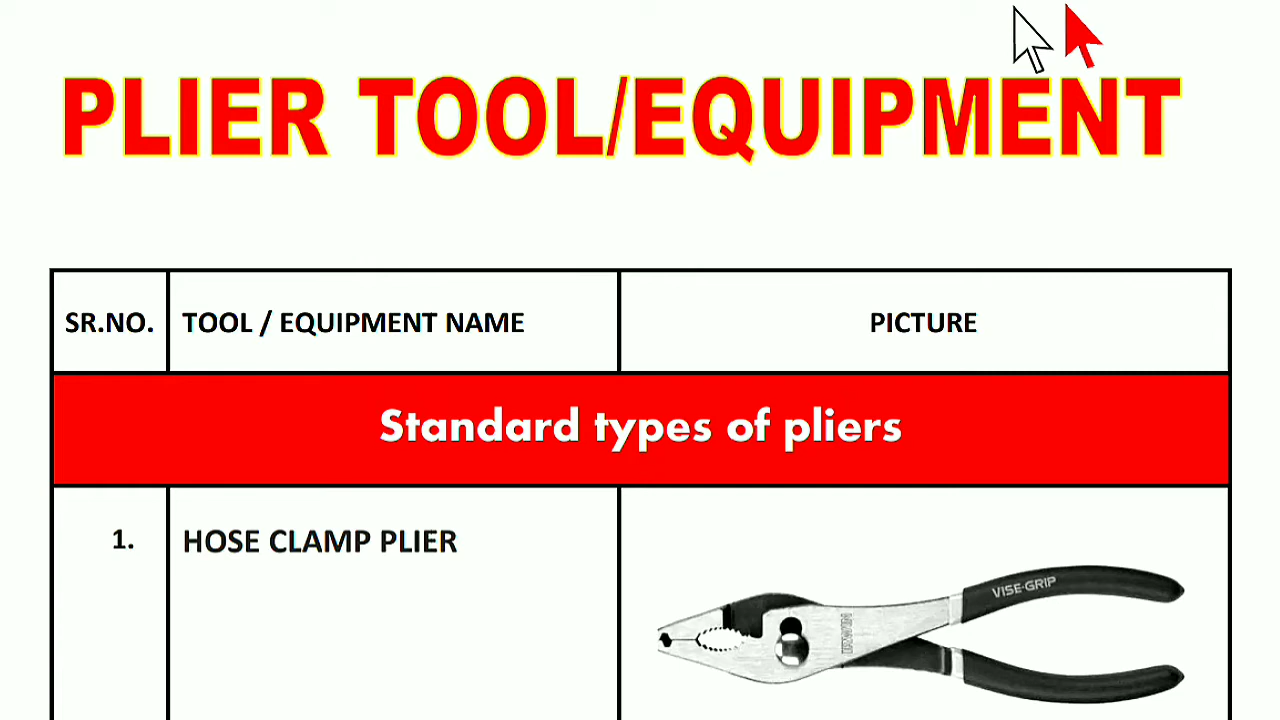 PLIER TOOL/EQUIPMENT
SR.NO. TOOL / EQUIPMENT NAME PICTURE
Standard types of pliers
1. HOSE CLAMP PLIER
VISE-GRIP
IRWIN